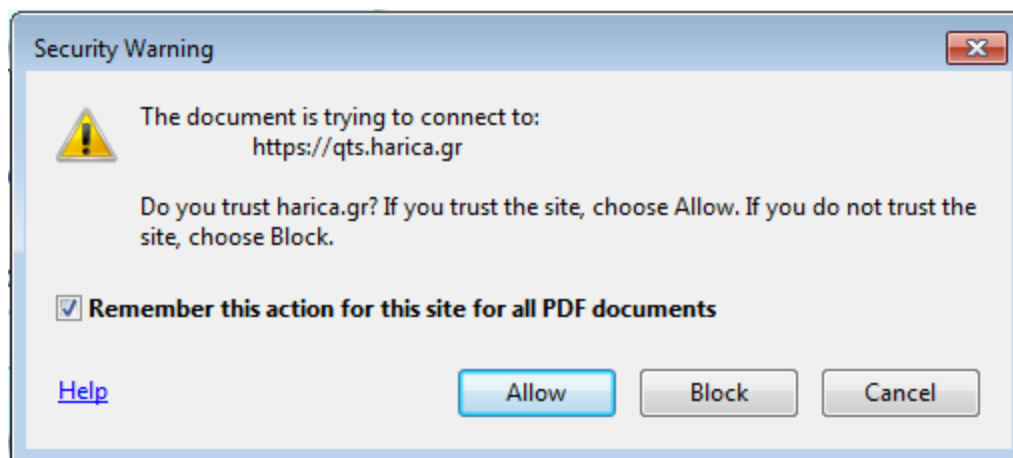 Security Warning
The document is trying to connect to:
https://qts.harica.gr
Do you trust harica.gr? If you trust the site, choose Allow. If you do not trust the
site, choose Block.
Remember this action for this site for all PDF documents
Help
Allow
Block
Cancel